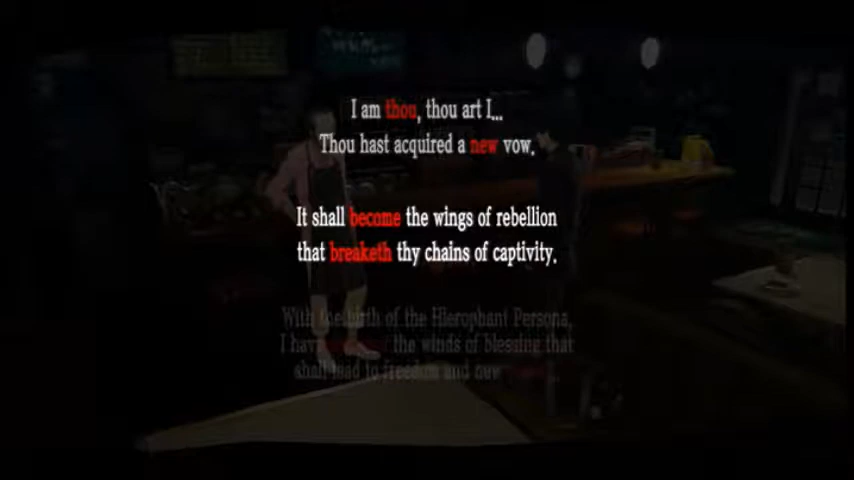 I am thou, thou art I...
Thou hast acquired a new vow.
It shall become the wings of rebellion
that breaketh thy chains of captivity.
With the birth of the Hierophant Persona,
I have the winds of blessing that
shall lead to freedom and new